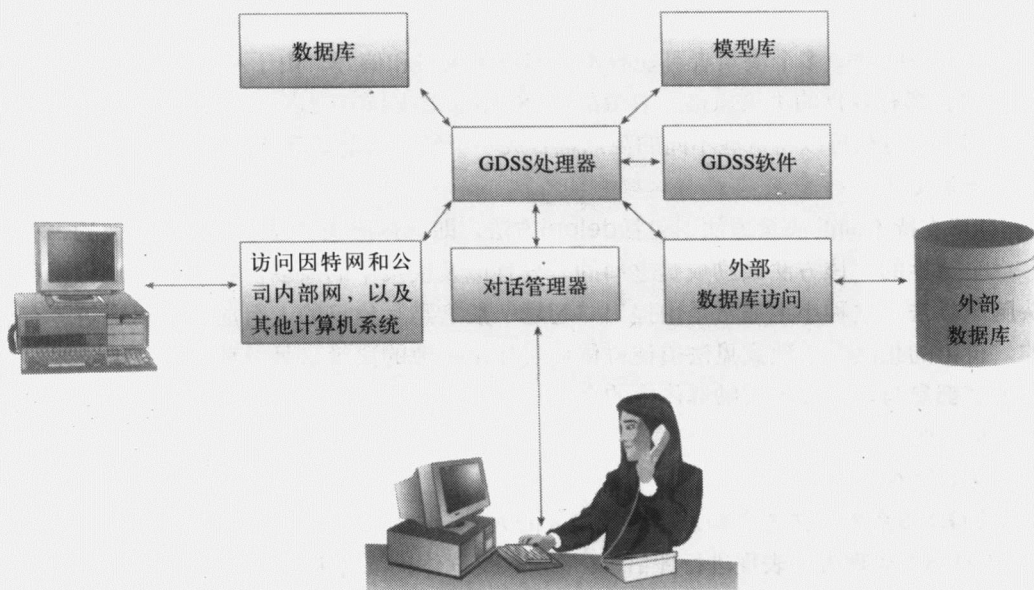 数据库
模型库
GDSS处理器
GDSS软件
访问因特网和公
司内部网，以及
其他计算机系统
对话管理器
外部
数据库访问
外部
数据库